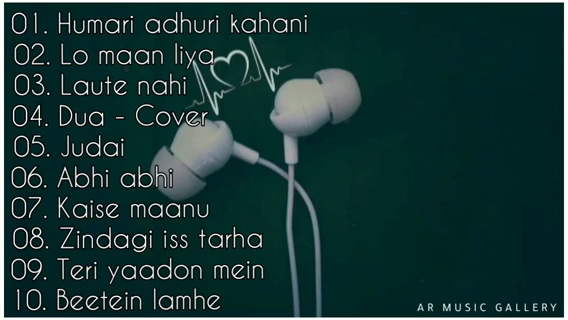 01. Humari adhuri kahani
02. Lo maan liya
03. Laute nahi
04. Dua - Cover
05. Judai
06. Abhi abhi
07. Kaise maanu
08. Zindagi iss tarha
09. Teri yaadon mein
10. Beetein lamhe
AR MUSIC GALLERY